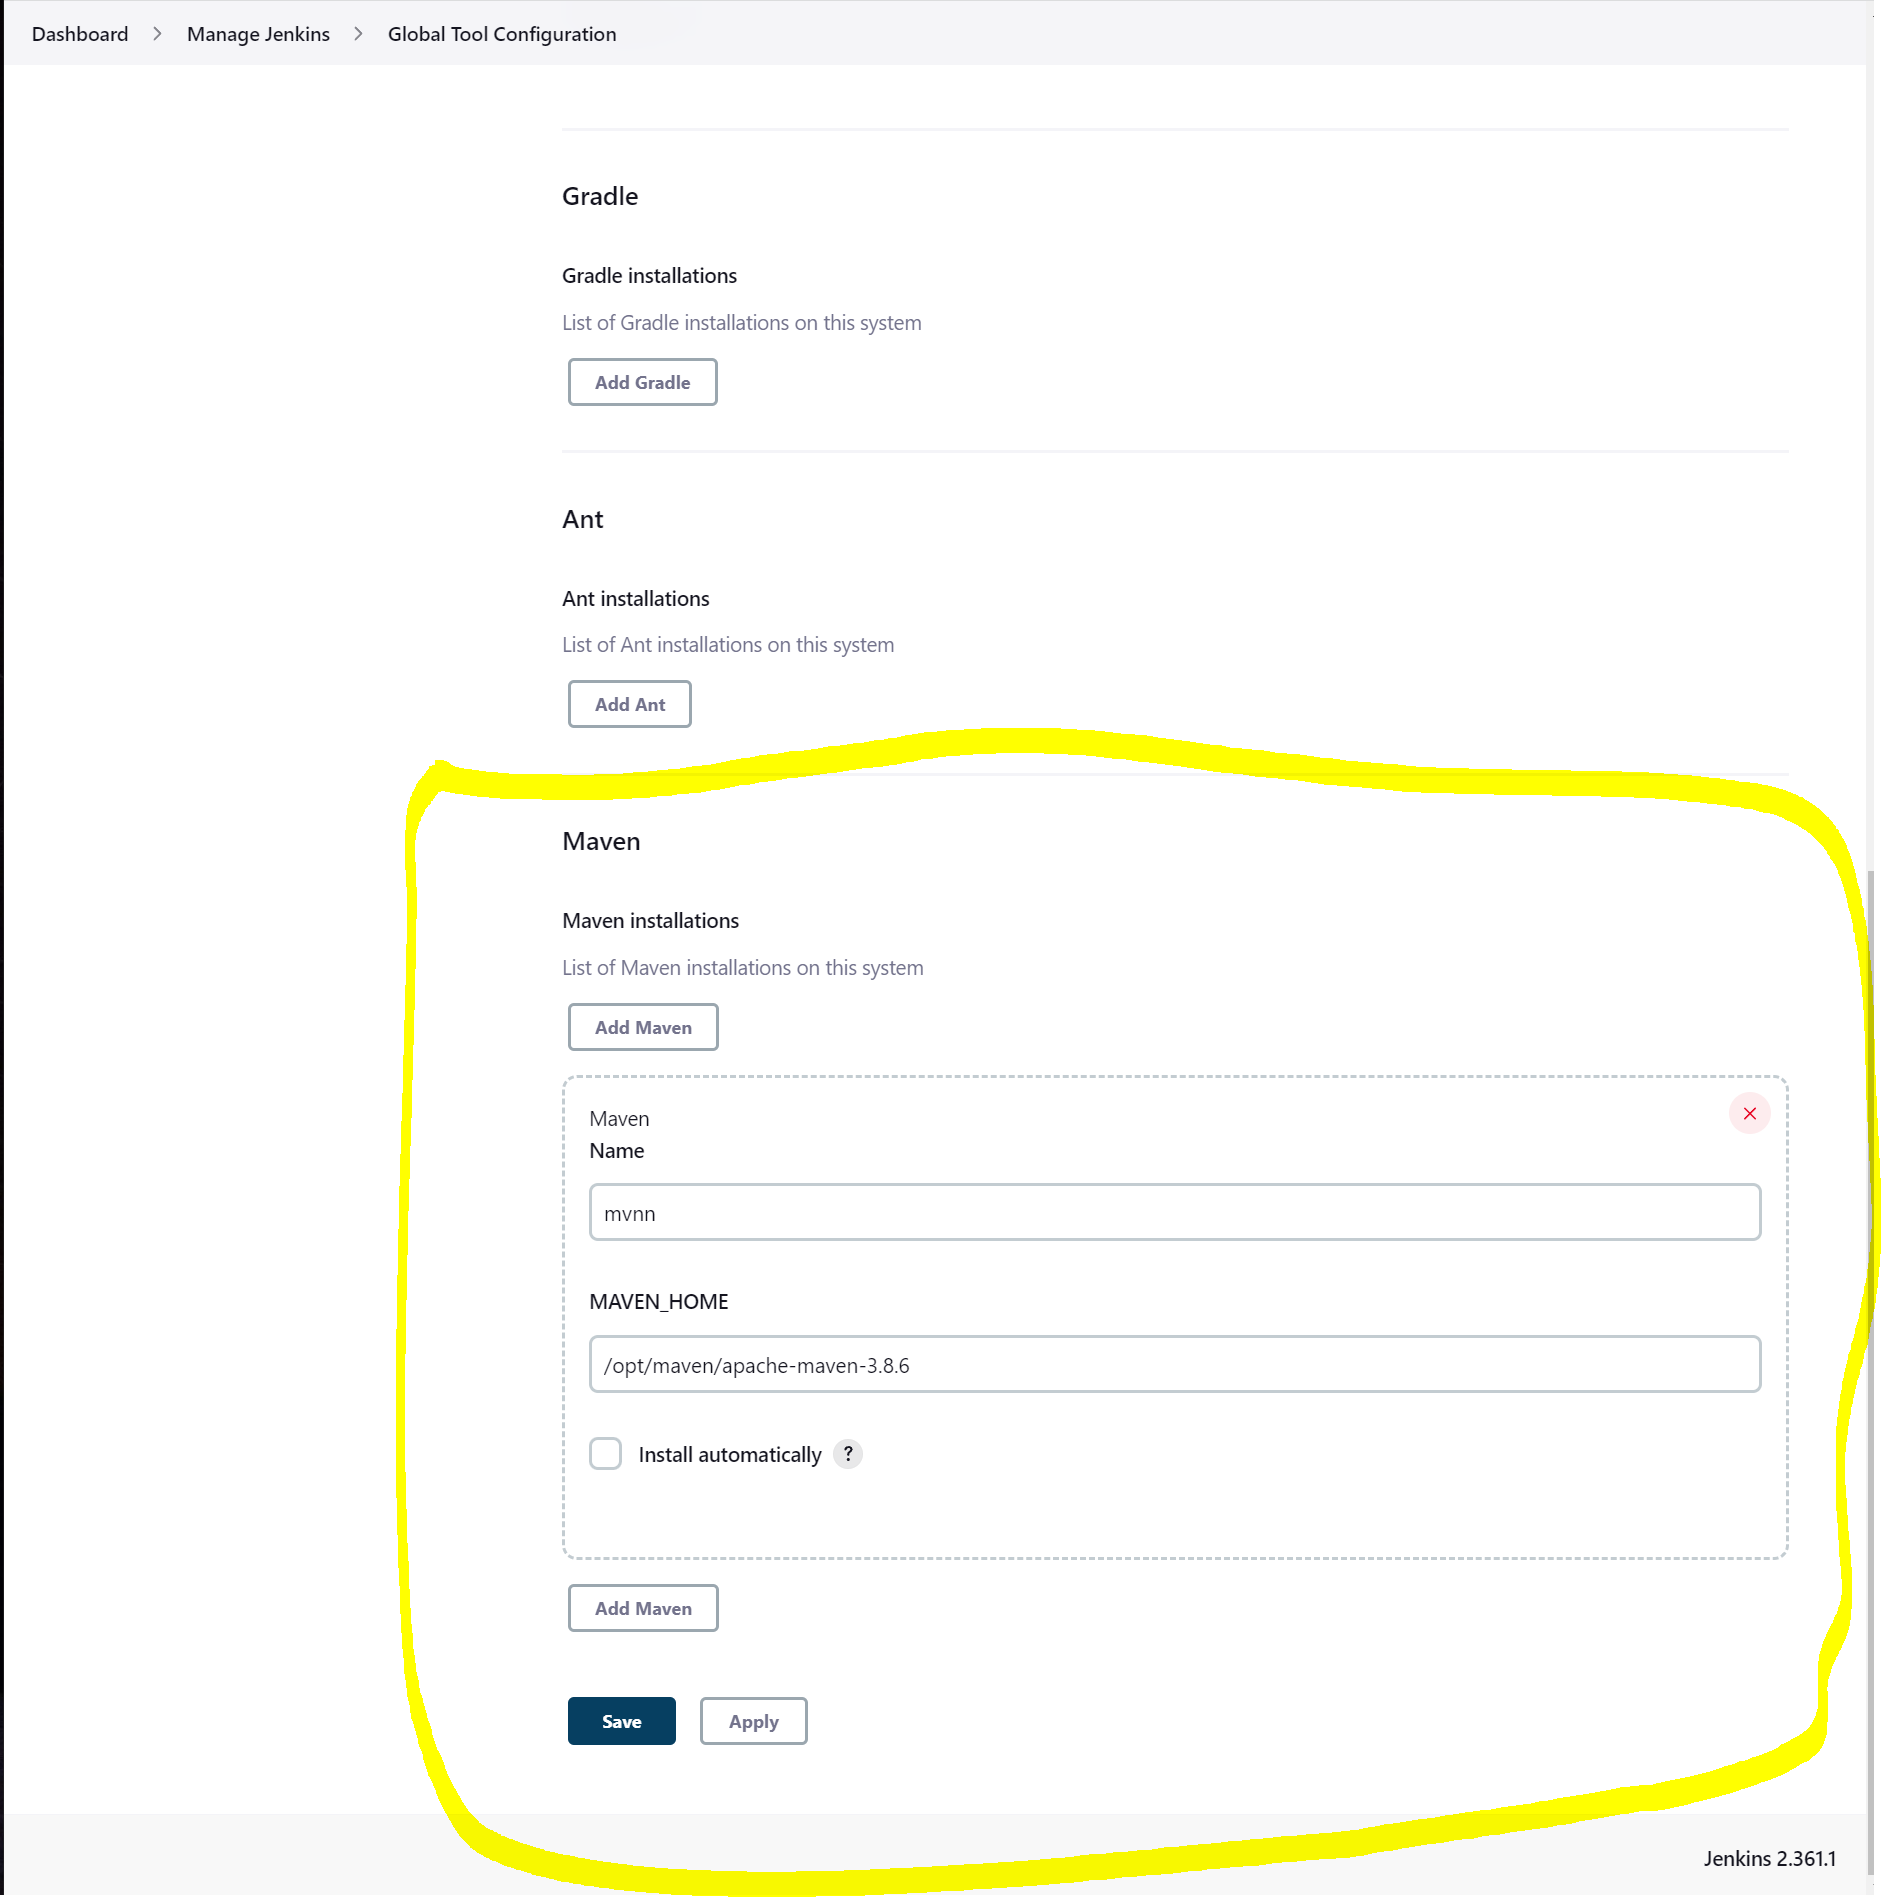 Dashboard > Manage Jenkins > Global Tool Configuration
Gradle
Gradle installations
List of Gradle installations on this system
Add Gradle
Ant
Ant installations
List of Ant installations on this system
Add Ant
Maven
Maven installations
List of Maven installations on this system
Add Maven
Maven
Name
mvnn
MAVEN_HOME
/opt/maven/apache-maven-3.8.6
Install automatically ?
Add Maven
Save Apply
Jenkins 2.361.1